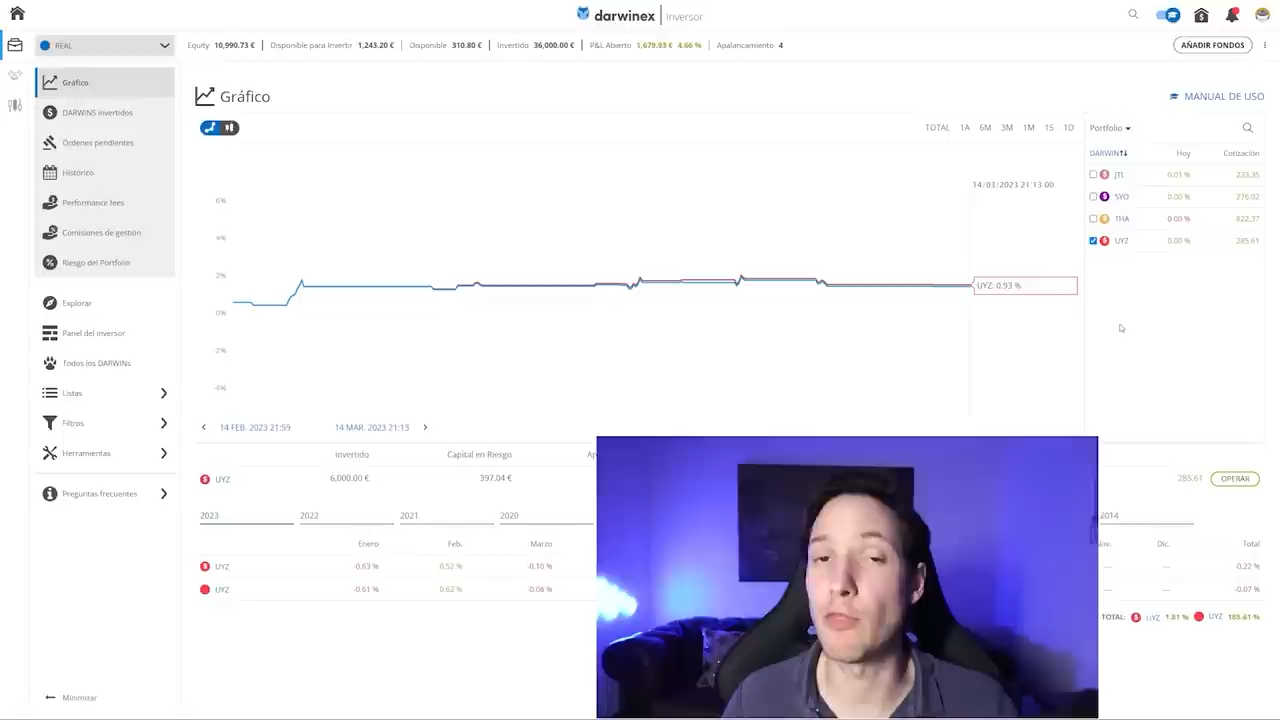 darwinex | Inversor
REAL
Equity 10,990.73 € | Disponible para Invertir 1,243.20 € | Disponible 310.80 € | Invertido 36,000.00 € | P&L Abierto 1,679.93 € 4.66 % | Apalancamiento 4
AÑADIR FONDOS
Gráfico
DARWINS invertidos
Órdenes pendientes
Histórico
Performance fees
Comisiones de gestión
Riesgo del Portfolio
Explorar
Panel del inversor
Todos los DARWINs
Listas
Filtros
Herramientas
Preguntas frecuentes
Minimizar
Gráfico
MANUAL DE USO
TOTAL 1A 6M 3M 1M 1S 1D
14/03/2023 21:13:00
6%
4%
2%
0%
-2%
-4%
UYZ: 0.93 %
14 FEB. 2023 21:59 14 MAR. 2023 21:13
Portfolio
DARWIN Hoy Cotización
JTL 0.01 % 233.35
SYO 0.00 % 276.02
THA 0.00 % 822.37
UYZ 0.00 % 285.61
Invertido Capital en Riesgo
UYZ 6,000.00 € 397.04 € 285.61 OPERAR
2023 2022 2021 2020 2014
Enero Feb. Marzo Nov. Dic. Total
UYZ -0.63 % 0.52 % -0.10 % --- --- -0.22 %
UYZ -0.61 % 0.62 % -0.08 % --- --- -0.07 %
TOTAL: UYZ 1.81 % UYZ 185.61 %